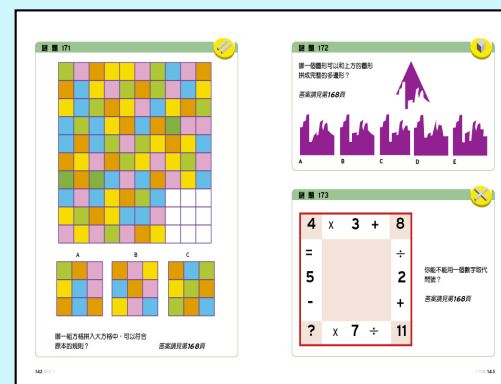 謎 題 171
A B C
哪一組方格拼入大方格中，可以符合
原本的規則？
答案請見第168頁
142
謎 題 172
哪一個圖形可以和上方的圖形
拼成完整的多邊形？
答案請見第168頁
A B C D E
謎 題 173
4 x 3 + 8
= ÷
5 2
- +
? x 7 ÷ 11
你能不能用一個數字取代
問號？
答案請見第168頁
143